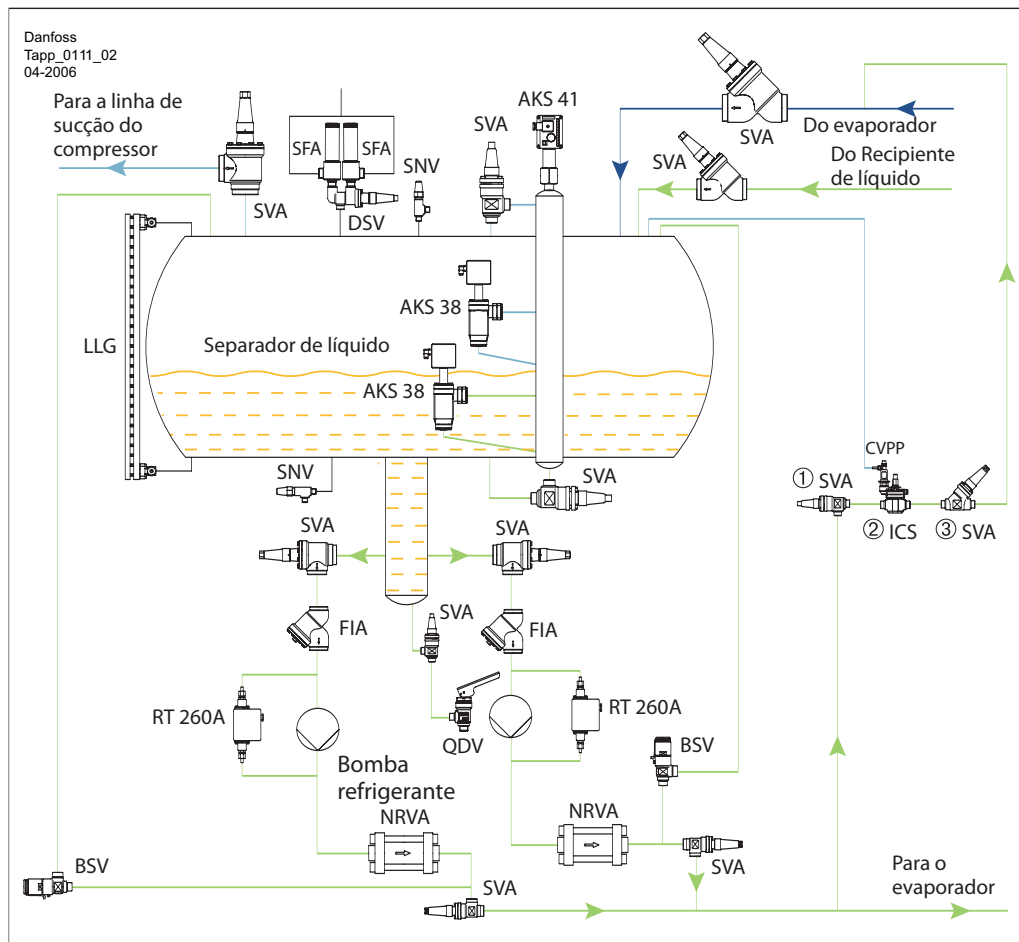 Danfoss
Tapp_0111_02
04-2006
Para a linha de
sucção do
compressor
SVA
SFA
SFA
DSV
SNV
SVA
AKS 41
SVA
Do evaporador
SVA
Do Recipiente
de líquido
LLG
Separador de líquido
AKS 38
AKS 38
SNV
SVA
CVPP
① SVA
② ICS
③ SVA
SVA
SVA
FIA
SVA
FIA
RT 260A
QDV
RT 260A
BSV
Bomba
refrigerante
NRVA
NRVA
BSV
SVA
SVA
Para o
evaporador